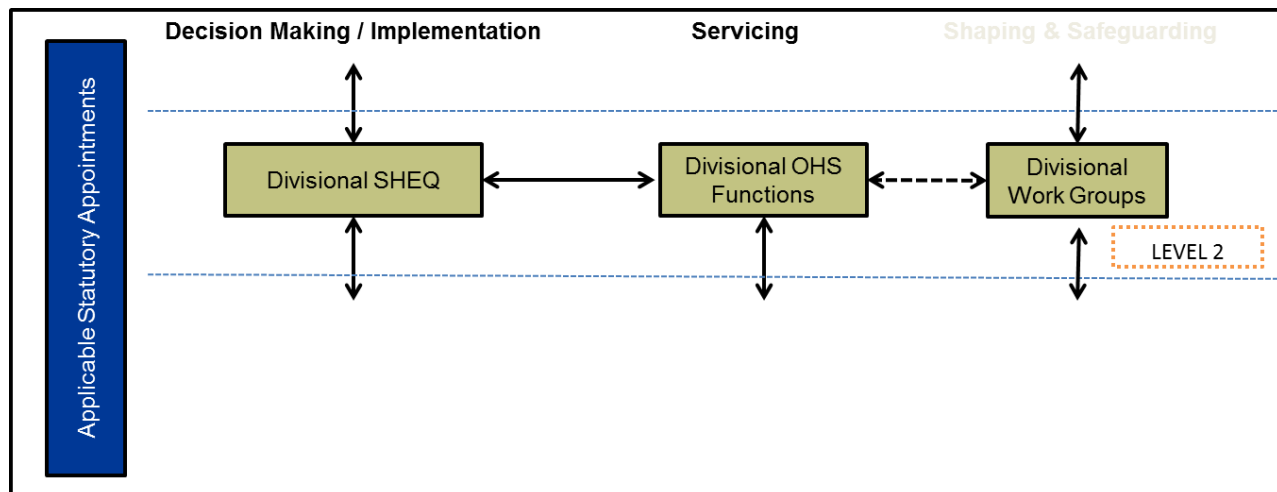 Decision Making / Implementation
Servicing
Shaping & Safeguarding
Applicable Statutory Appointments
Divisional SHEQ
Divisional OHS
Functions
Divisional
Work Groups
LEVEL 2